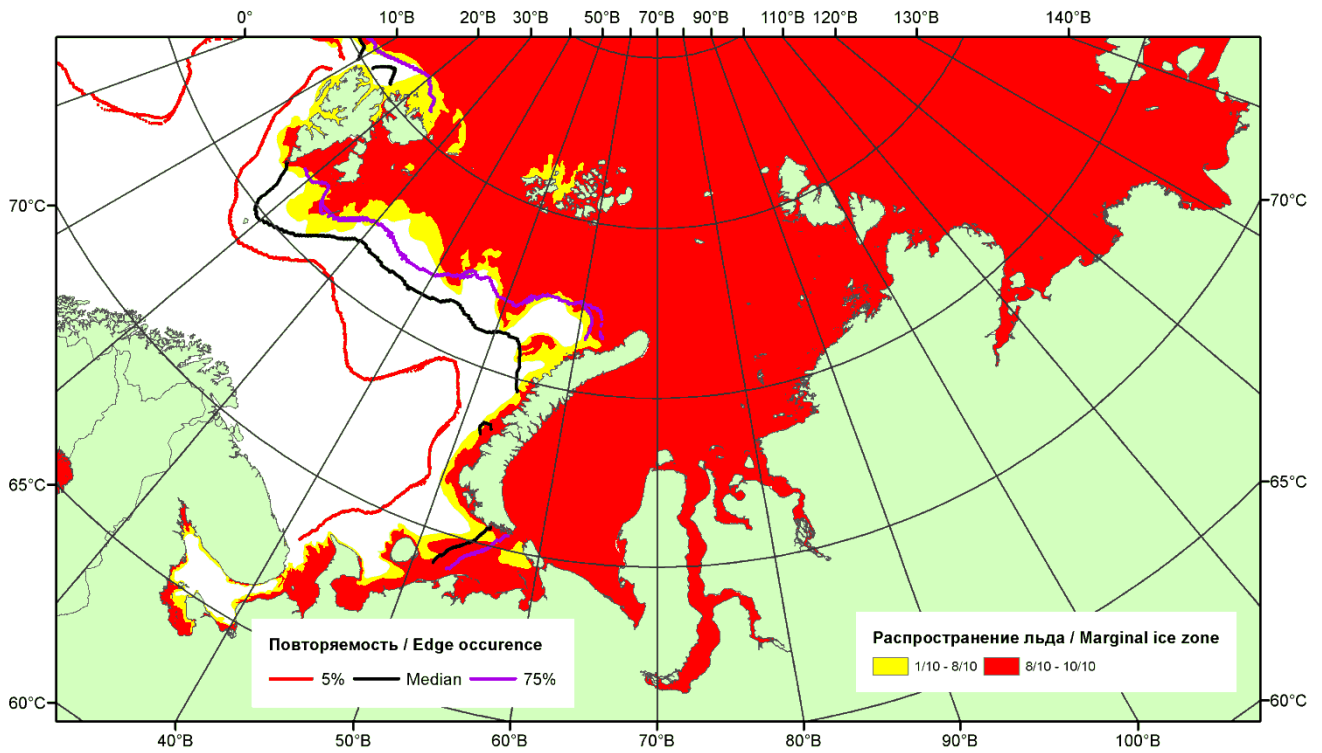 0° 10°В 20°В 30°В 50°В 70°В 90°В 110°В 120°В 130°В 140°В
70°С 70°С
65°С 65°С
60°С 60°С
Повторяемость / Edge occurence
5% Median 75%
Распространение льда / Marginal ice zone
1/10 - 8/10 8/10 - 10/10
40°В 50°В 60°В 70°В 80°В 90°В 100°В